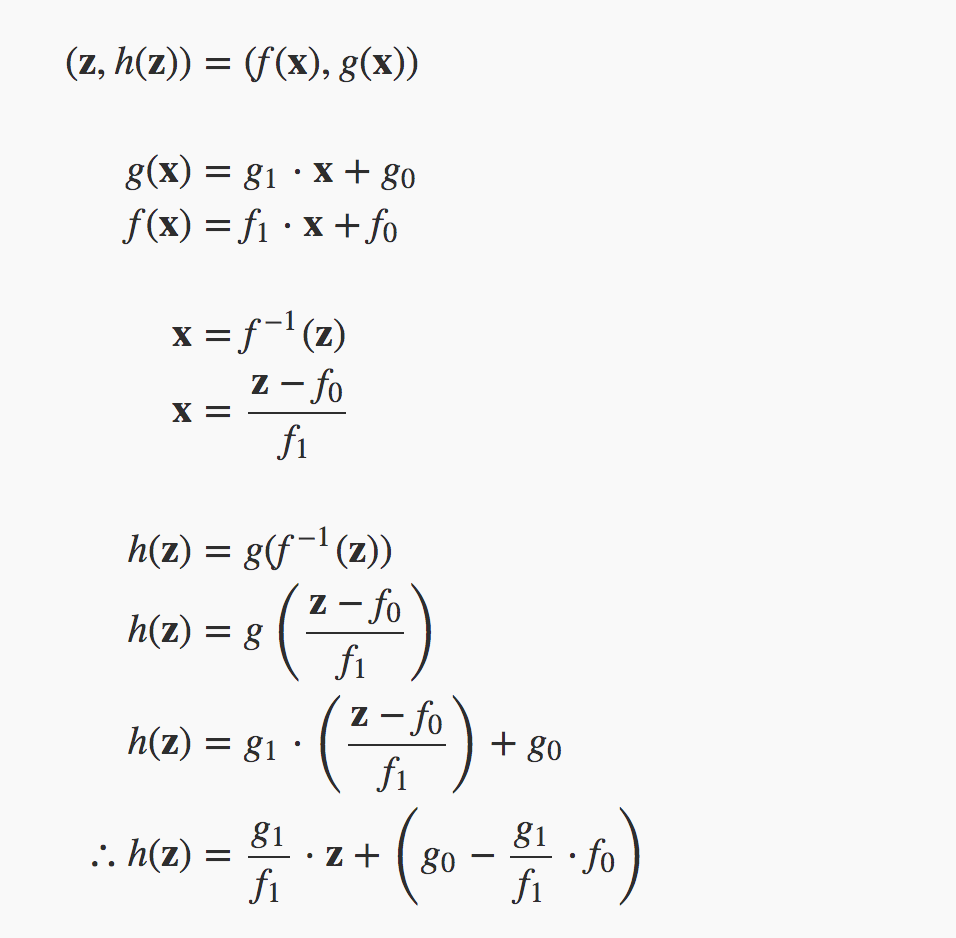 (𝐳, h(𝐳)) = (f(𝐱), g(𝐱))
g(𝐱) = g₁ · 𝐱 + g₀
f(𝐱) = f₁ · 𝐱 + f₀
𝐱 = f⁻¹(𝐳)
𝐱 = (𝐳 − f₀) / f₁
h(𝐳) = g(f⁻¹(𝐳))
h(𝐳) = g((𝐳 − f₀) / f₁)
h(𝐳) = g₁ · ((𝐳 − f₀) / f₁) + g₀
∴ h(𝐳) = g₁/f₁ · 𝐳 + (g₀ − g₁/f₁ · f₀)